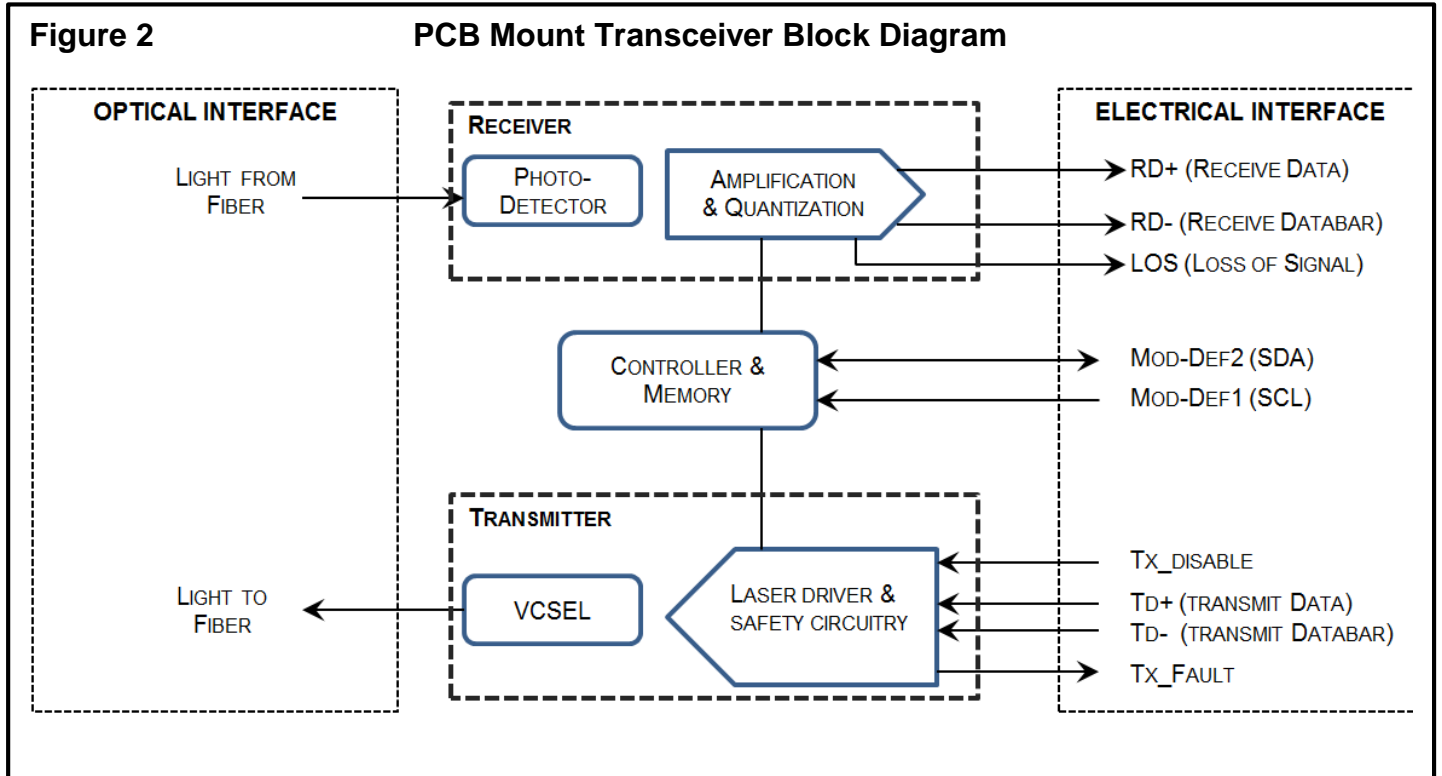 Figure 2 PCB Mount Transceiver Block Diagram
OPTICAL INTERFACE
LIGHT FROM
FIBER
LIGHT TO
FIBER
RECEIVER
PHOTO-
DETECTOR
AMPLIFICATION
& QUANTIZATION
CONTROLLER &
MEMORY
TRANSMITTER
VCSEL
LASER DRIVER &
SAFETY CIRCUITRY
ELECTRICAL INTERFACE
RD+ (RECEIVE DATA)
RD- (RECEIVE DATABAR)
LOS (LOSS OF SIGNAL)
MOD-DEF2 (SDA)
MOD-DEF1 (SCL)
TX_DISABLE
TD+ (TRANSMIT DATA)
TD- (TRANSMIT DATABAR)
TX_FAULT